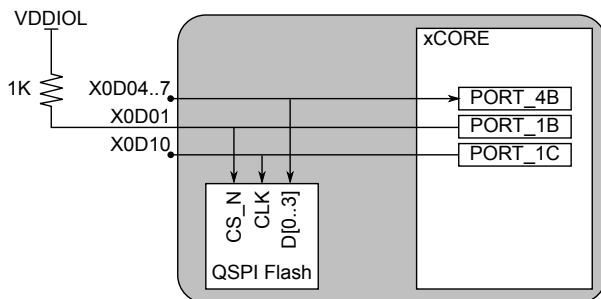 VDDIOL
xCORE
1K
X0D04..7
PORT_4B
X0D01
PORT_1B
X0D10
PORT_1C
CS_N
CLK
D[0..3]
QSPI Flash